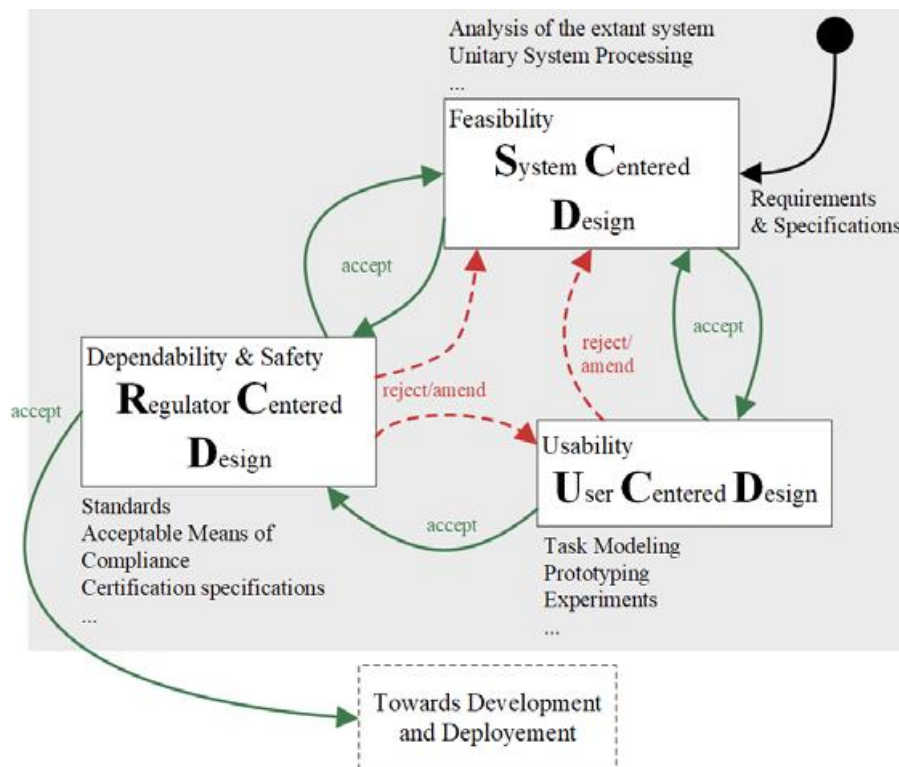 Analysis of the extant system
Unitary System Processing
...
Feasibility
System Centered
Design
Requirements
& Specifications
accept
accept
reject/
amend
Dependability & Safety
Regulator Centered
Design
reject/amend
accept
Usability
User Centered Design
accept
Standards
Acceptable Means of
Compliance
Certification specifications
...
Task Modeling
Prototyping
Experiments
...
Towards Development
and Deployement